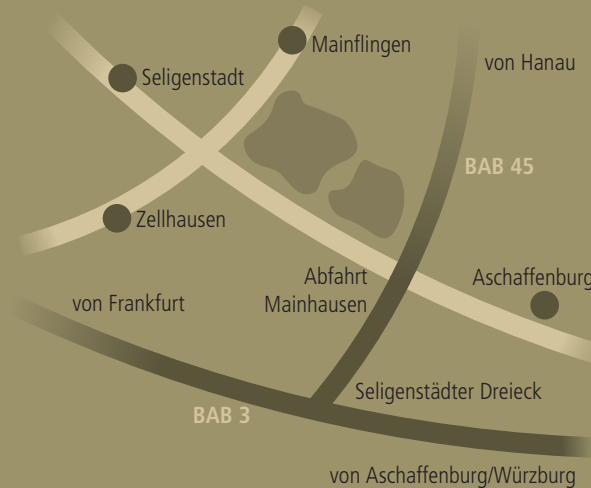 Mainflingen
Seligenstadt
von Hanau
BAB 45
Zellhausen
Abfahrt
Mainhausen
Aschaffenburg
von Frankfurt
Seligenstädter Dreieck
BAB 3
von Aschaffenburg/Würzburg